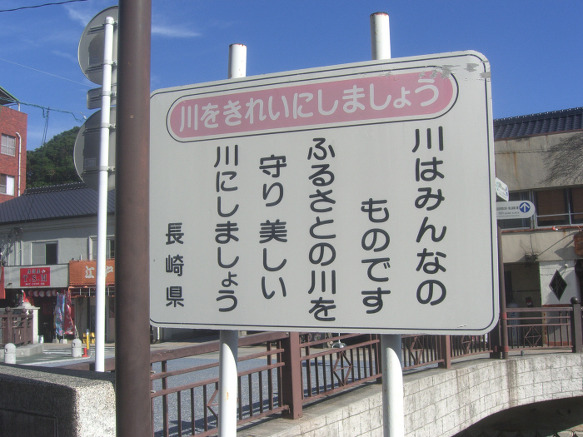 川をきれいにしましょう
川はみんなの
ものです
ふるさとの川を
守り 美しい
川にしましょう
長崎県